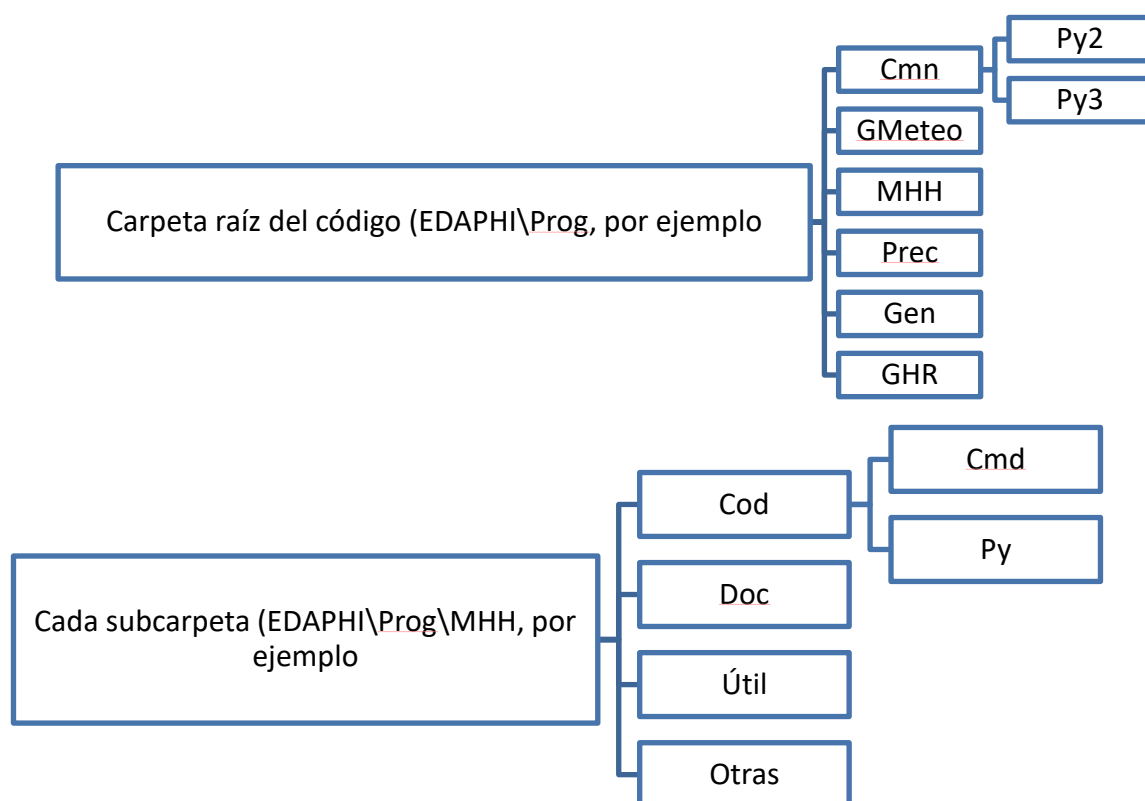 Py2
Cmn
Py3
GMeteo
MHH
Carpeta raíz del código (EDAPHI\Prog, por ejemplo
Prec
Gen
GHR
Cmd
Cod
Py
Doc
Cada subcarpeta (EDAPHI\Prog\MHH, por
ejemplo
Útil
Otras